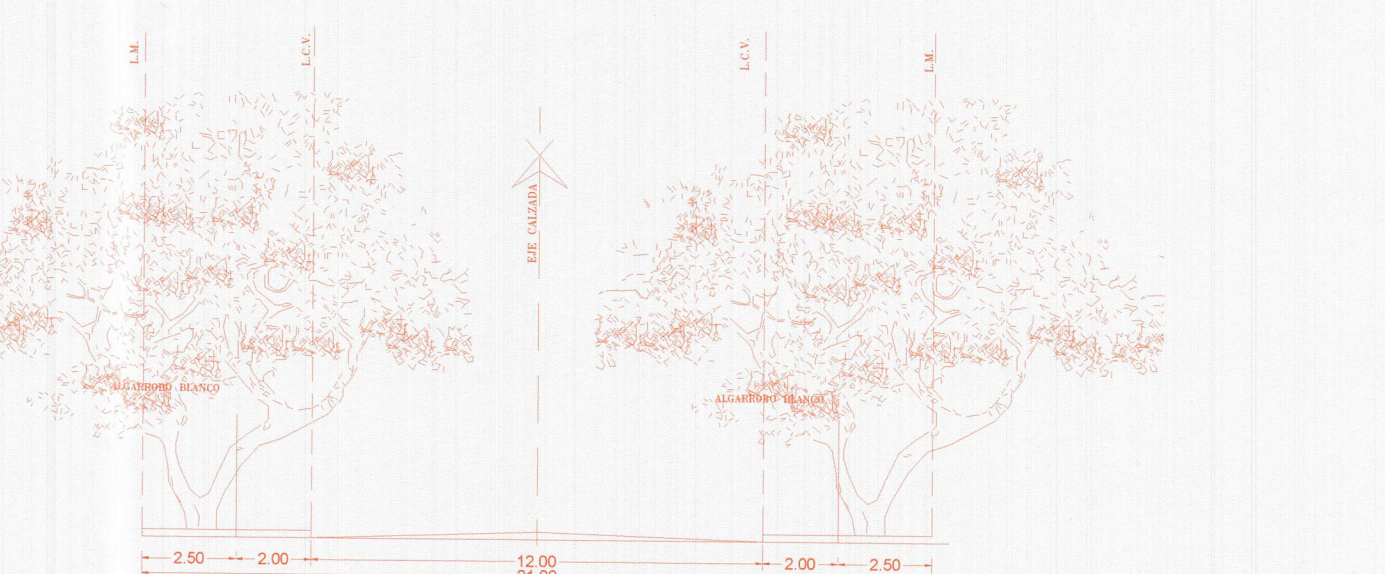 L.M.
L.C.V.
L.C.V.
L.M.
EJE CALZADA
ALGARROBO BLANCO
ALGARROBO BLANCO
2.50 2.00 12.00 2.00 2.50